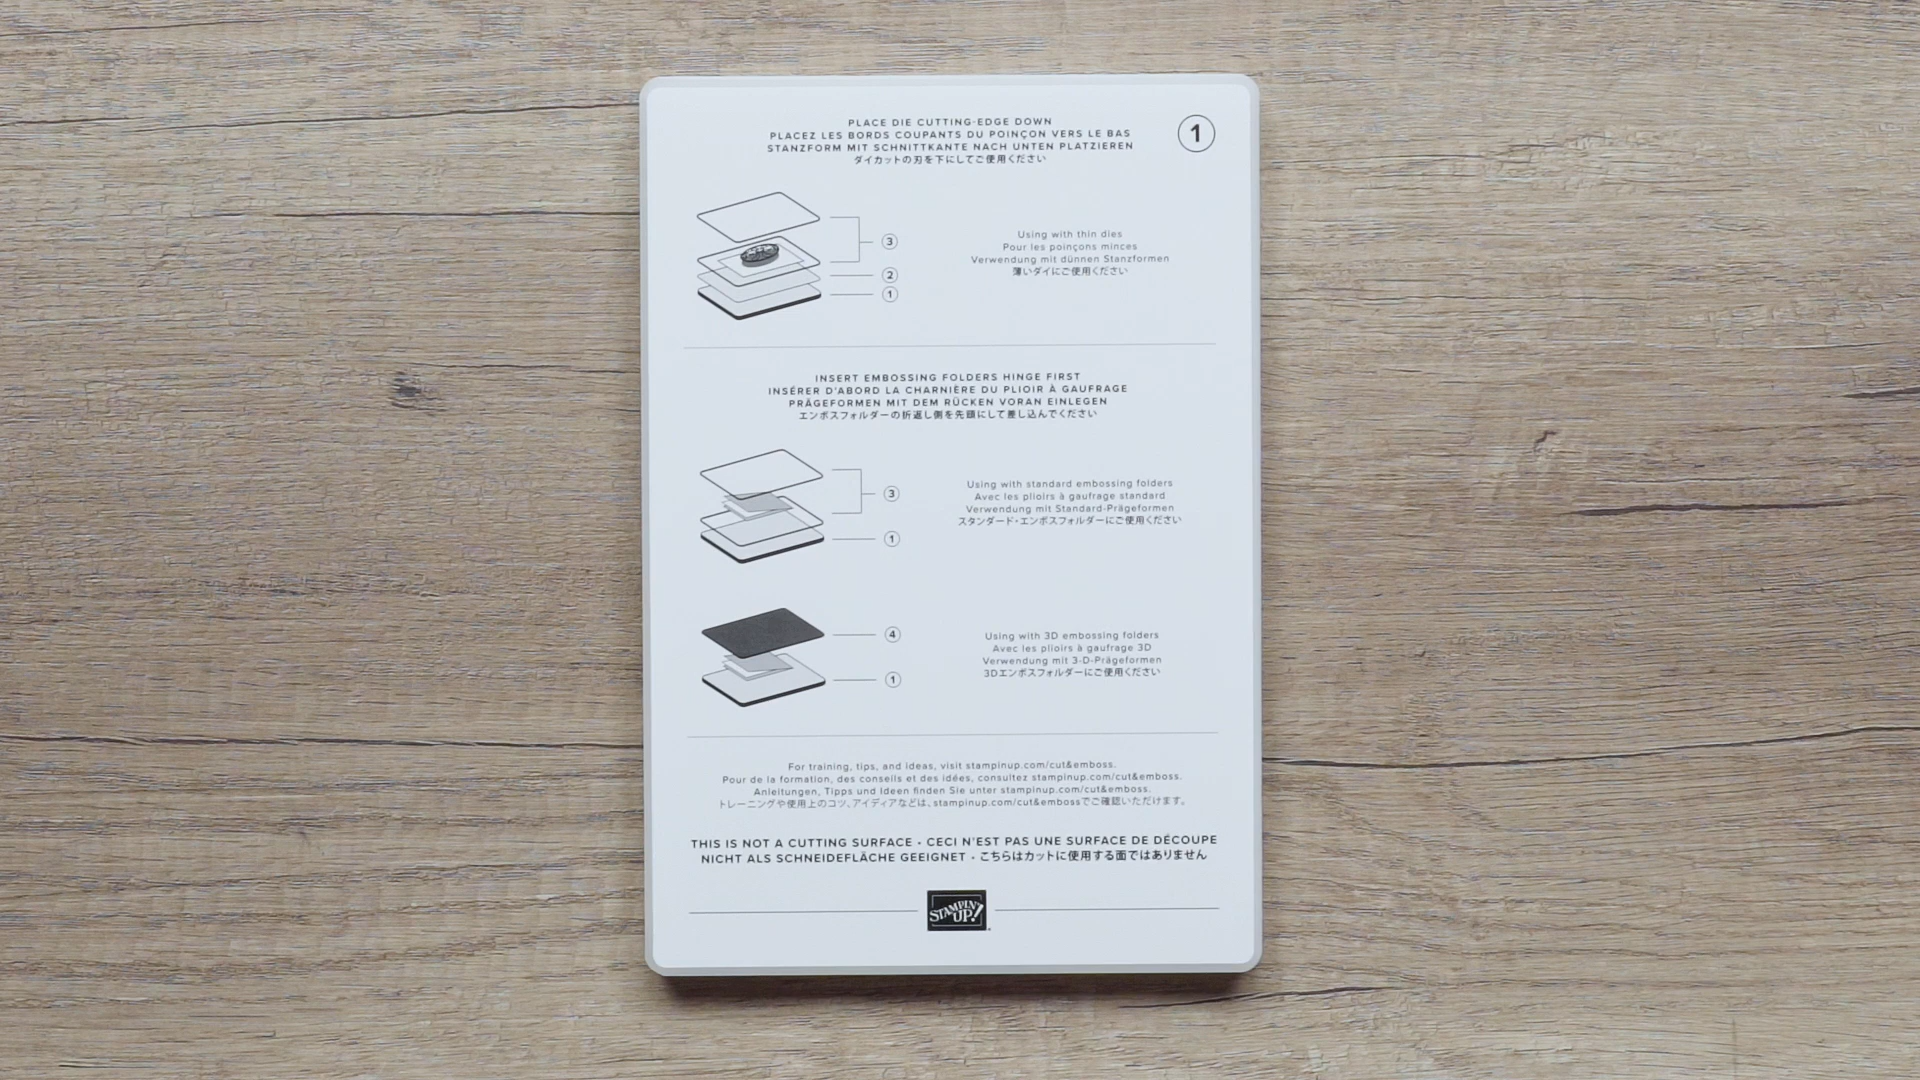 PLACE DIE CUTTING-EDGE DOWN
PLACEZ LES BORDS COUPANTS DU POINÇON VERS LE BAS
STANZFORM MIT SCHNITTKANTE NACH UNTEN PLATZIEREN
ダイカットの刃を下にしてご使用ください
1
3
2
1
Using with thin dies
Pour les poinçons minces
Verwendung mit dünnen Stanzformen
薄いダイにご使用ください
INSERT EMBOSSING FOLDERS HINGE FIRST
INSÉRER D'ABORD LA CHARNIÈRE DU PLIOIR À GAUFRAGE
PRÄGEFORMEN MIT DEM RÜCKEN VORAN EINLEGEN
エンボスフォルダーの折返し側を先頭にして差し込んでください
3
1
Using with standard embossing folders
Avec les plioirs à gaufrage standard
Verwendung mit Standard-Prägeformen
スタンダード・エンボスフォルダーにご使用ください
4
1
Using with 3D embossing folders
Avec les plioirs à gaufrage 3D
Verwendung mit 3-D-Prägeformen
3Dエンボスフォルダーにご使用ください
For training, tips, and ideas, visit stampinup.com/cut&emboss.
Pour de la formation, des conseils et des idées, consultez stampinup.com/cut&emboss.
Anleitungen, Tipps und Ideen finden Sie unter stampinup.com/cut&emboss.
トレーニングや使用上のコツ、アイディアなどは、stampinup.com/cut&embossでご確認いただけます。
THIS IS NOT A CUTTING SURFACE • CECI N'EST PAS UNE SURFACE DE DÉCOUPE
NICHT ALS SCHNEIDEFLÄCHE GEEIGNET • こちらはカットに使用する面ではありません
STAMPIN' UP!